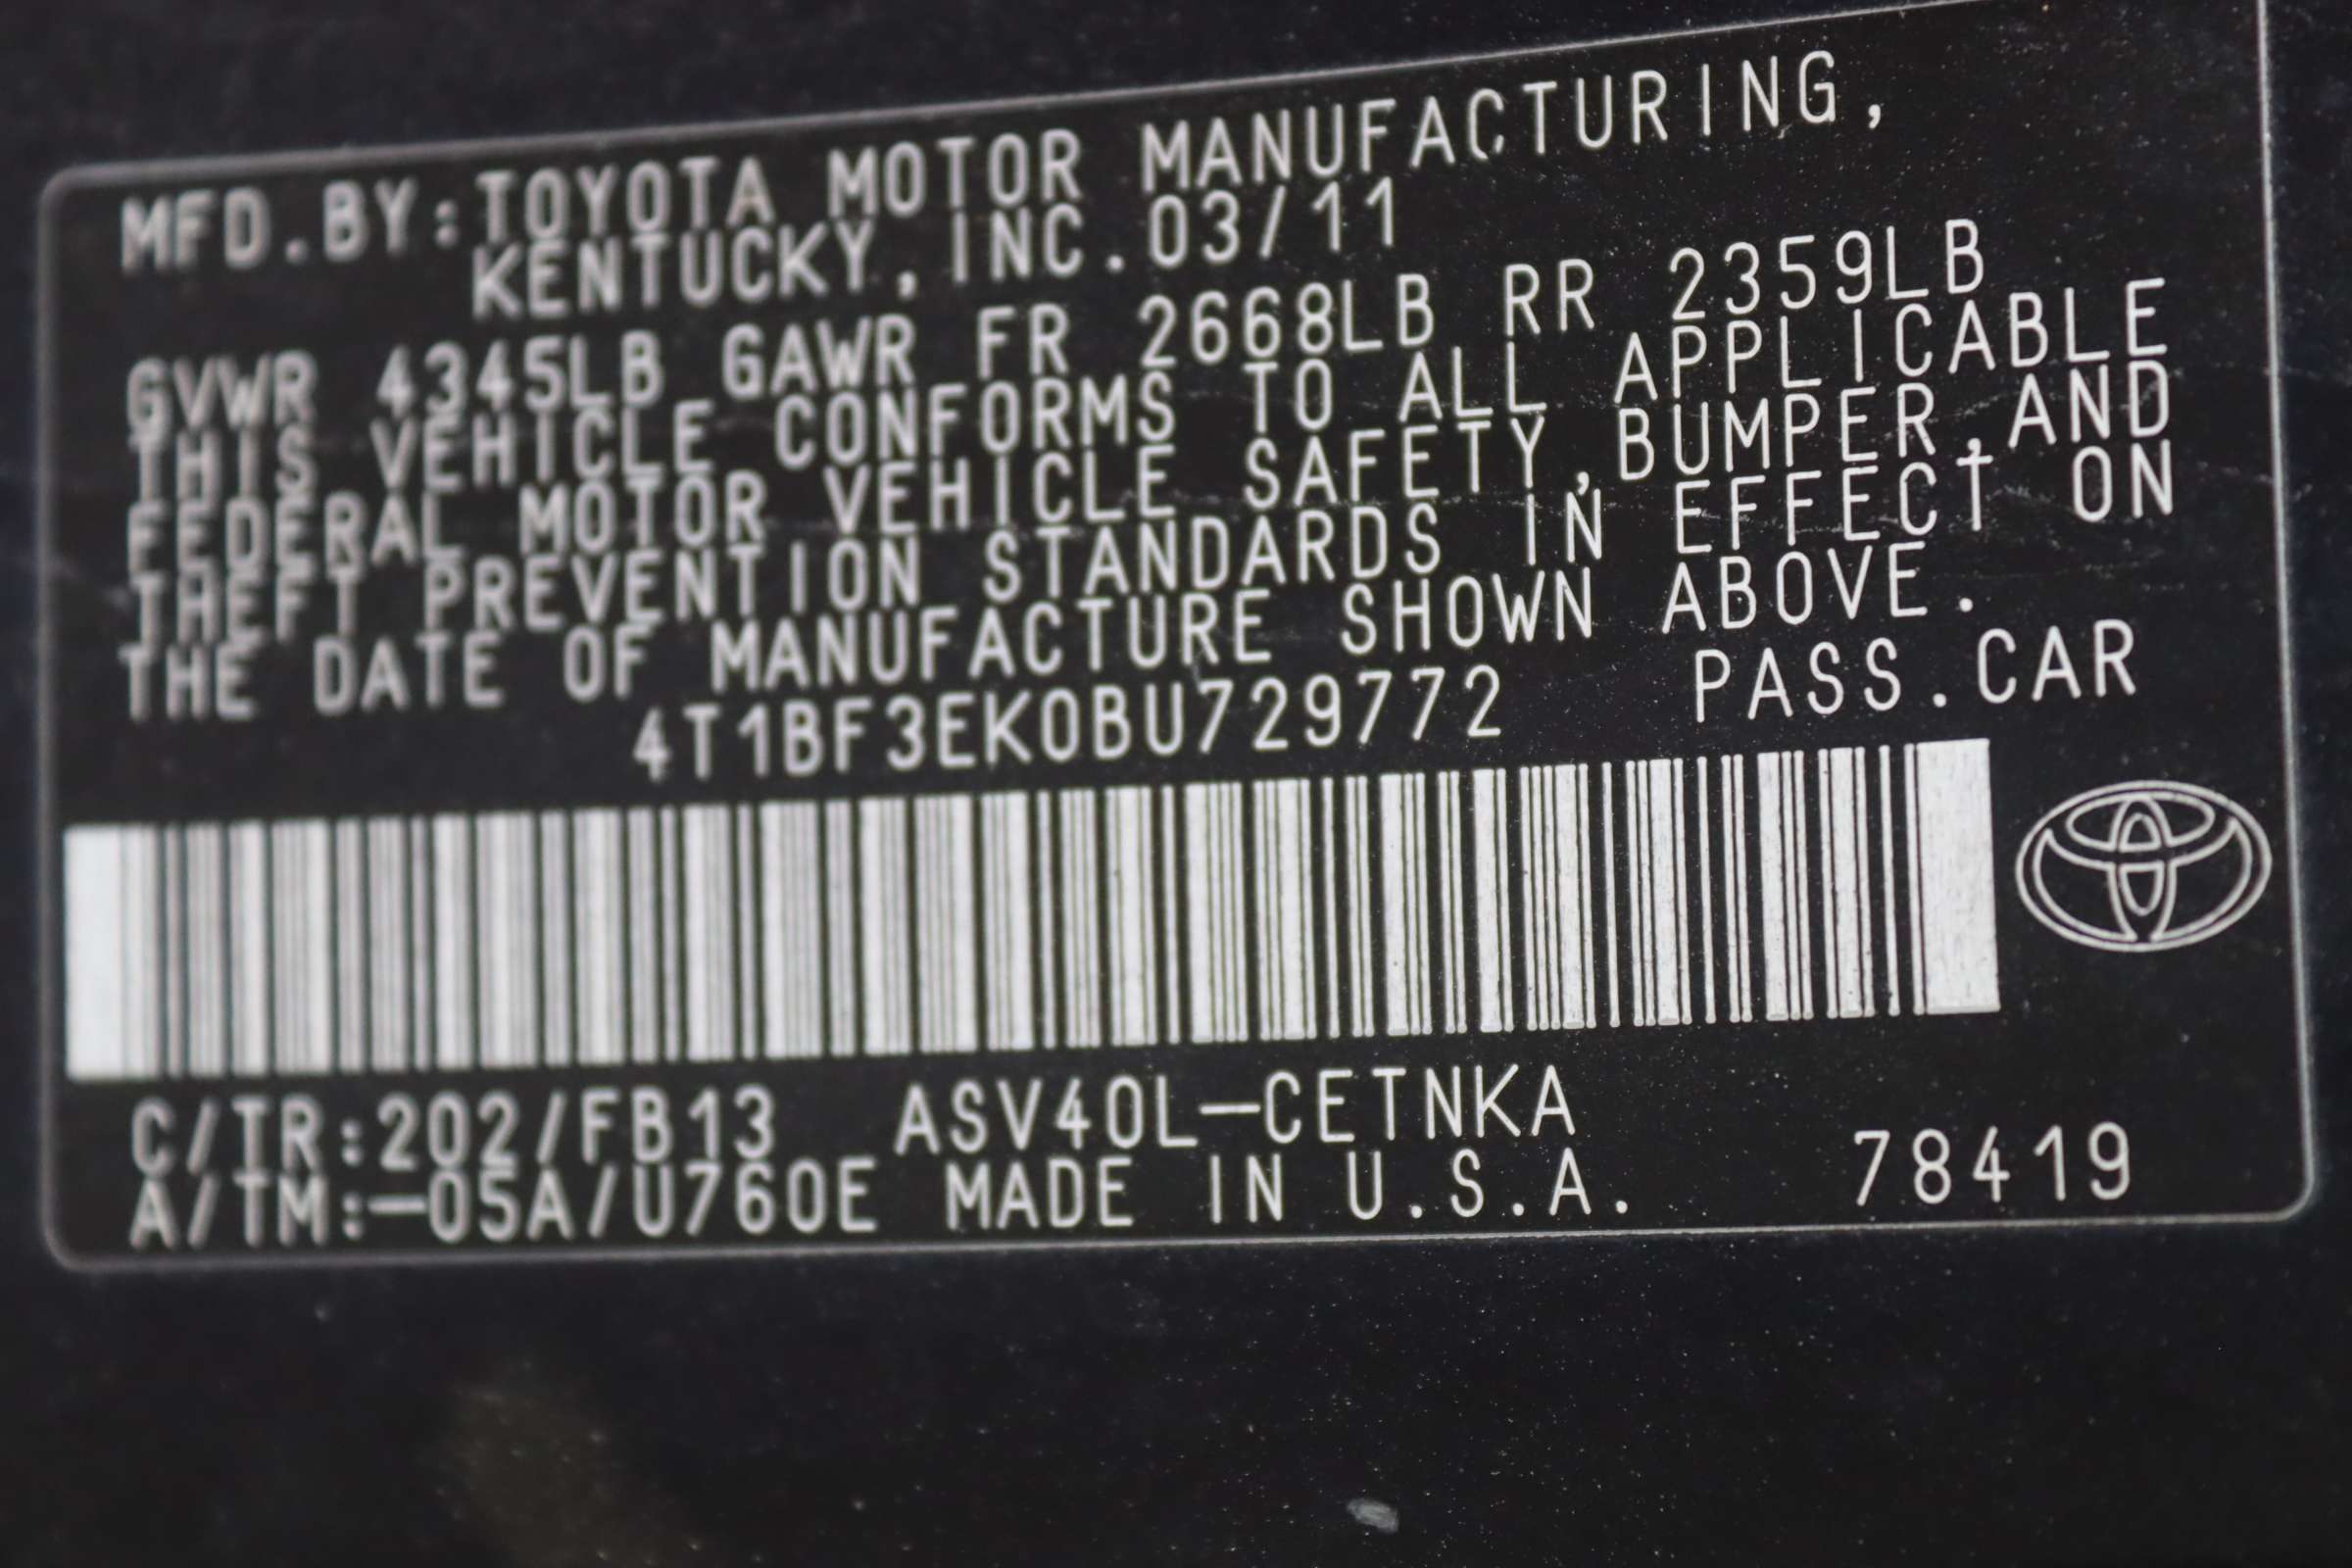 MFD.BY:TOYOTA MOTOR MANUFACTURING,
KENTUCKY,INC.03/11
GVWR 4345LB GAWR FR 2668LB RR 2359LB
THIS VEHICLE CONFORMS TO ALL APPLICABLE
FEDERAL MOTOR VEHICLE SAFETY,BUMPER,AND
THEFT PREVENTION STANDARDS IN EFFECT ON
THE DATE OF MANUFACTURE SHOWN ABOVE.
4T1BF3EK0BU729772 PASS.CAR
C/TR:202/FB13 ASV40L-CETNKA
A/TM:-05A/U760E MADE IN U.S.A. 78419